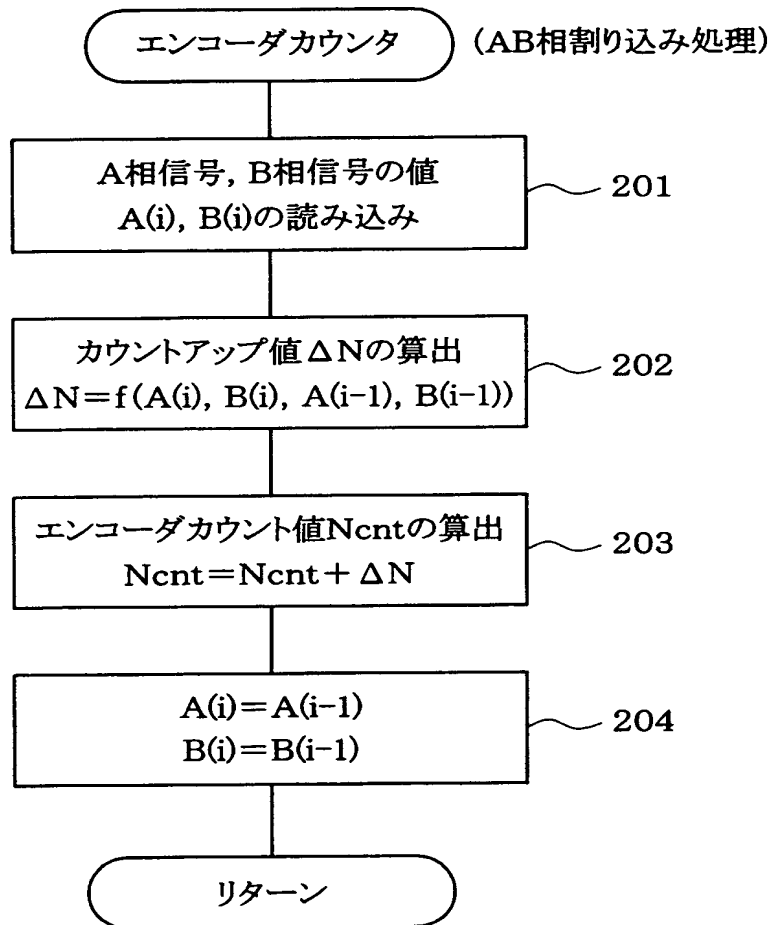 エンコーダカウンタ (AB相割り込み処理)
A相信号, B相信号の値
A(i), B(i)の読み込み
201
カウントアップ値ΔNの算出
ΔN=f(A(i), B(i), A(i-1), B(i-1))
202
エンコーダカウント値Ncntの算出
Ncnt=Ncnt+ΔN
203
A(i)=A(i-1)
B(i)=B(i-1)
204
リターン